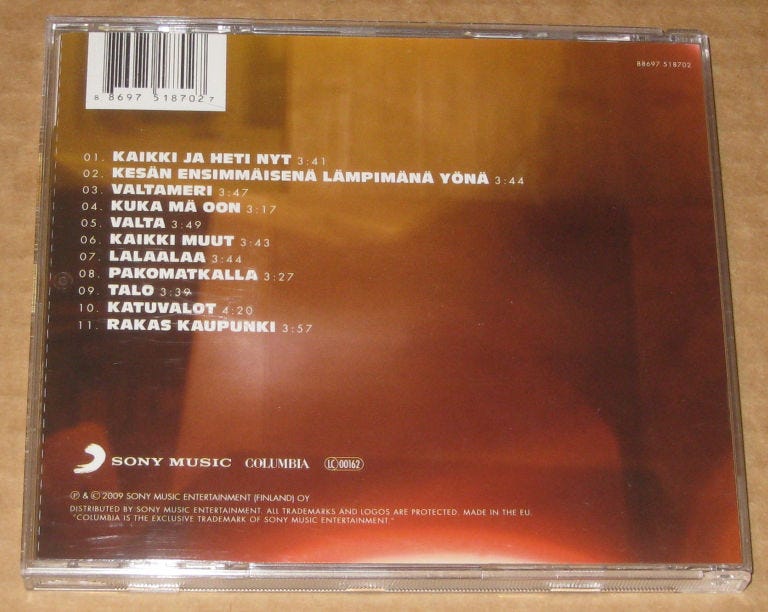 88697 518702
8 86975 18702 7
01. KAIKKI JA HETI NYT 3:41
02. KESÄN ENSIMMÄISENÄ LÄMPIMÄNÄ YÖNÄ 3:44
03. VALTAMERI 3:47
04. KUKA MÄ OON 3:17
05. VALTA 3:49
06. KAIKKI MUUT 3:43
07. LALAALAA 3:44
08. PAKOMATKALLA 3:27
09. TALO 3:39
10. KATUVALOT 4:20
11. RAKAS KAUPUNKI 3:57
SONY MUSIC COLUMBIA LC 00162
℗ & © 2009 SONY MUSIC ENTERTAINMENT (FINLAND) OY
DISTRIBUTED BY SONY MUSIC ENTERTAINMENT. ALL TRADEMARKS AND LOGOS ARE PROTECTED. MADE IN THE EU.
"COLUMBIA IS THE EXCLUSIVE TRADEMARK OF SONY MUSIC ENTERTAINMENT."